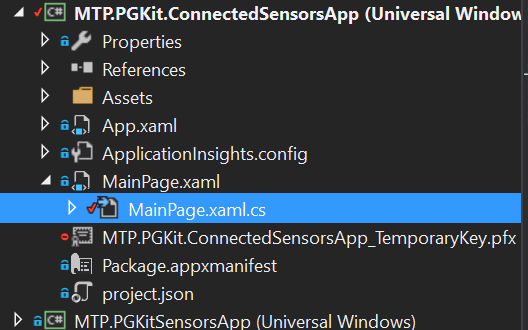 MTP.PGKit.ConnectedSensorsApp (Universal Window
Properties
References
Assets
App.xaml
ApplicationInsights.config
MainPage.xaml
MainPage.xaml.cs
MTP.PGKit.ConnectedSensorsApp_TemporaryKey.pfx
Package.appxmanifest
project.json
MTP.PGKitSensorsApp (Universal Windows)